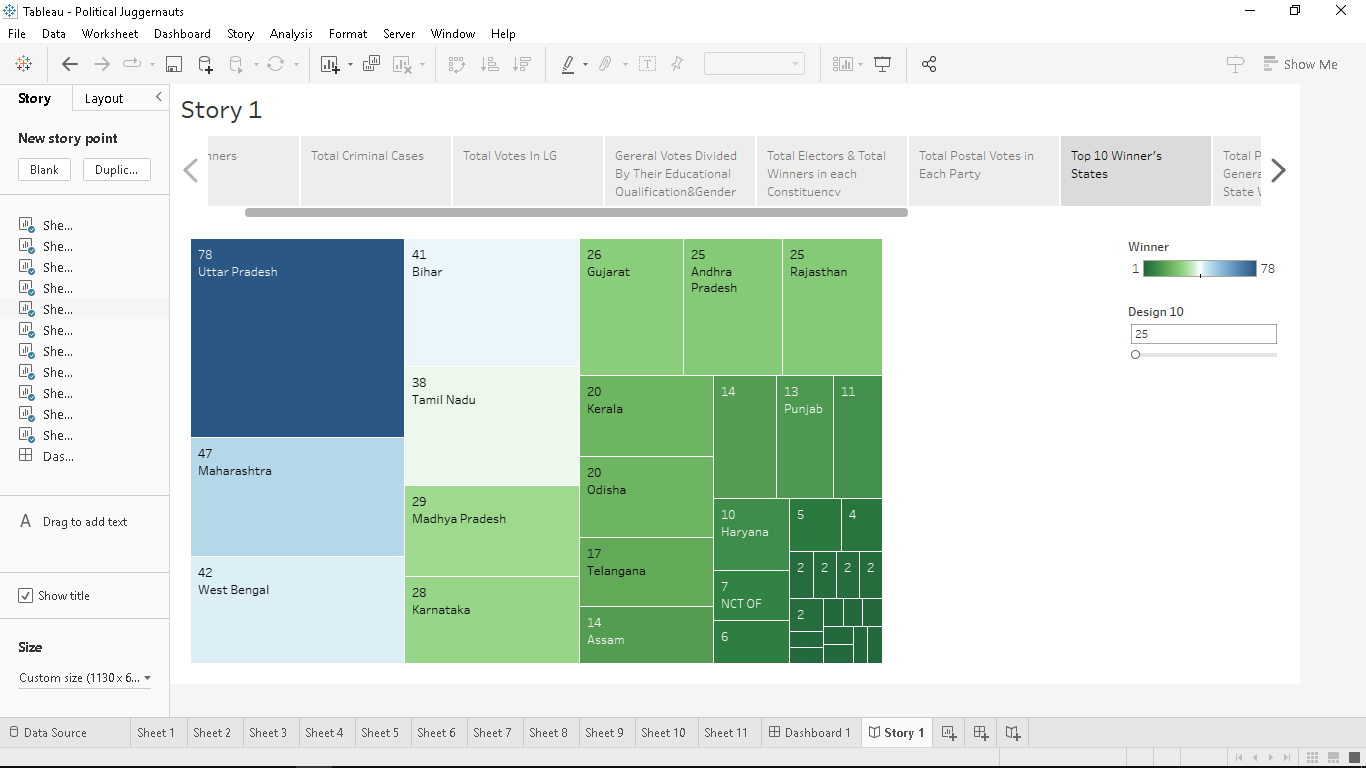 Tableau - Political Juggernauts
File Data Worksheet Dashboard Story Analysis Format Server Window Help
Show Me
Story Layout
New story point
Blank Duplic...
She...
She...
She...
She...
She...
She...
She...
She...
She...
She...
She...
Das...
A Drag to add text
Show title
Size
Custom size (1130 x 6...
Story 1
nners
Total Criminal Cases
Total Votes In LG
Gereral Votes Divided
By Their Educational
Qualification&Gender
Total Electors & Total
Winners in each
Constituency
Total Postal Votes in
Each Party
Top 10 Winner's
States
Total P
Genera
State
78
Uttar Pradesh
47
Maharashtra
42
West Bengal
41
Bihar
38
Tamil Nadu
29
Madhya Pradesh
28
Karnataka
26
Gujarat
25
Andhra
Pradesh
25
Rajasthan
20
Kerala
20
Odisha
17
Telangana
14
Assam
14
13
Punjab
11
10
Haryana
7
NCT OF
6
5
4
2
2
2
2
2
Winner
1 78
Design 10
25
Data Source Sheet 1 Sheet 2 Sheet 3 Sheet 4 Sheet 5 Sheet 6 Sheet 7 Sheet 8 Sheet 9 Sheet 10 Sheet 11 Dashboard 1 Story 1